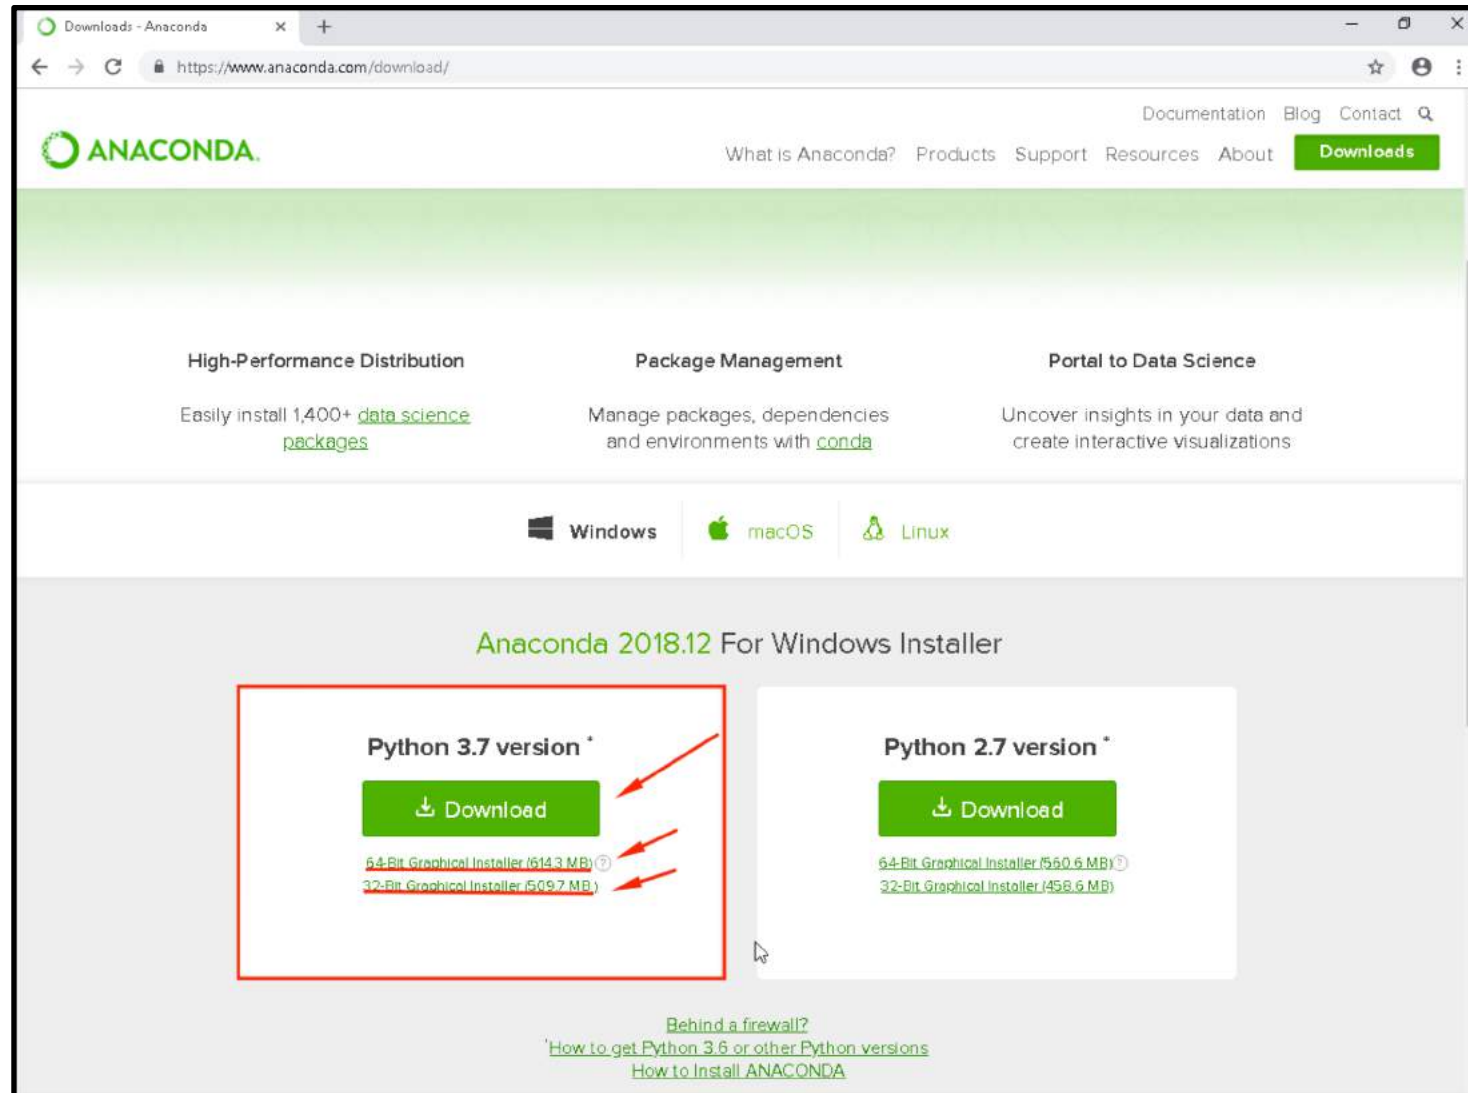 Downloads - Anaconda
https://www.anaconda.com/download/
Documentation Blog Contact
ANACONDA.
What is Anaconda? Products Support Resources About Downloads
High-Performance Distribution
Easily install 1,400+ data science
packages
Package Management
Manage packages, dependencies
and environments with conda
Portal to Data Science
Uncover insights in your data and
create interactive visualizations
Windows macOS Linux
Anaconda 2018.12 For Windows Installer
Python 3.7 version *
Download
64-Bit Graphical Installer (614.3 MB) ?
32-Bit Graphical Installer (509.7 MB )
Python 2.7 version *
Download
64-Bit Graphical Installer (560.6 MB) ?
32-Bit Graphical Installer (458.6 MB)
Behind a firewall?
*How to get Python 3.6 or other Python versions
How to Install ANACONDA